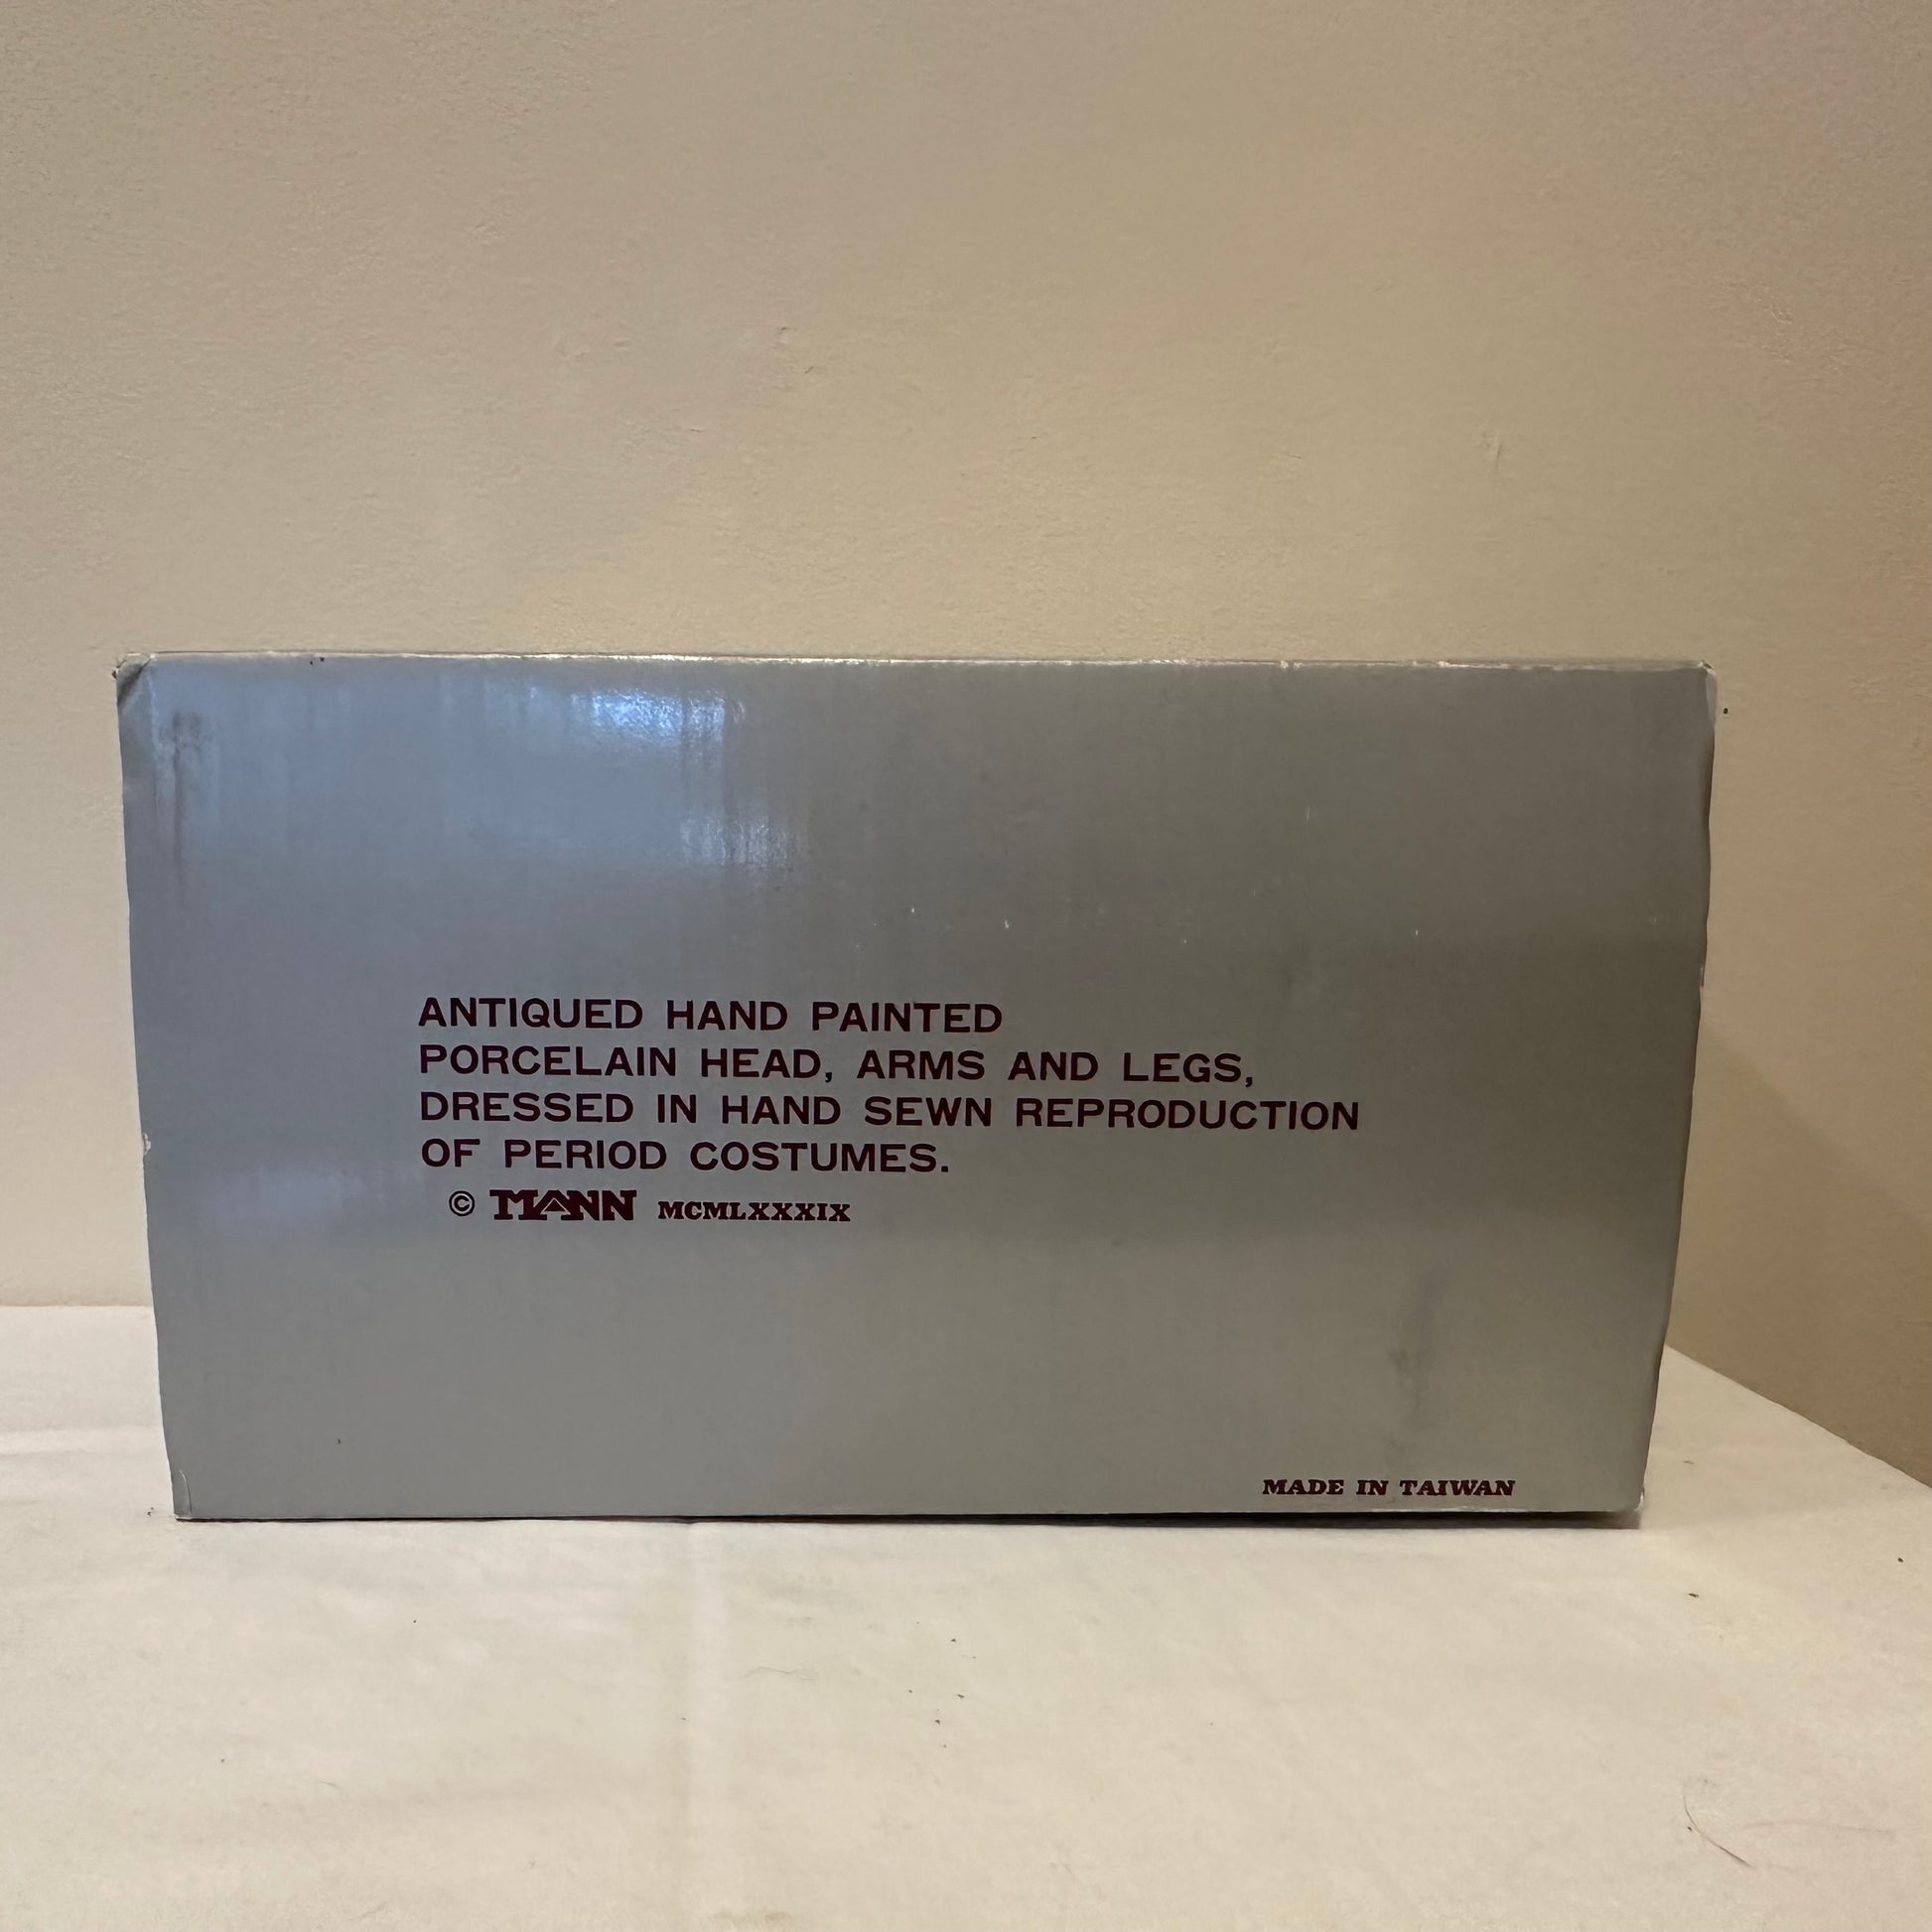 ANTIQUED HAND PAINTED
PORCELAIN HEAD, ARMS AND LEGS,
DRESSED IN HAND SEWN REPRODUCTION
OF PERIOD COSTUMES.
© MANN MCMLXXXIX
MADE IN TAIWAN